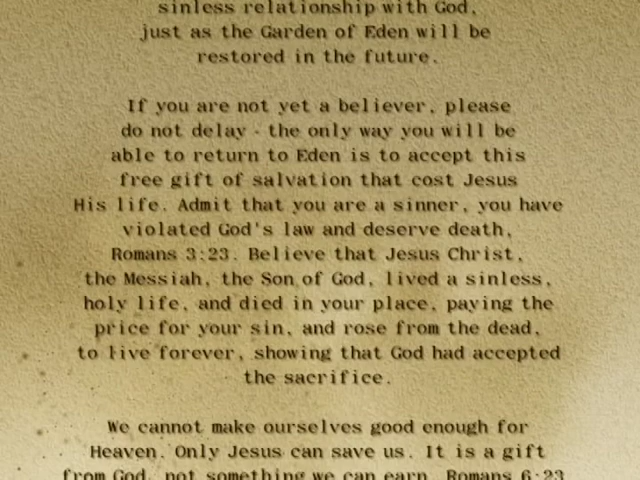 sinless relationship with God,
just as the Garden of Eden will be
restored in the future.
If you are not yet a believer, please
do not delay - the only way you will be
able to return to Eden is to accept this
free gift of salvation that cost Jesus
His life. Admit that you are a sinner, you have
violated God's law and deserve death,
Romans 3:23. Believe that Jesus Christ,
the Messiah, the Son of God, lived a sinless,
holy life, and died in your place, paying the
price for your sin, and rose from the dead,
to live forever, showing that God had accepted
the sacrifice.
We cannot make ourselves good enough for
Heaven. Only Jesus can save us. It is a gift
from God, not something we can earn. Romans 6:23